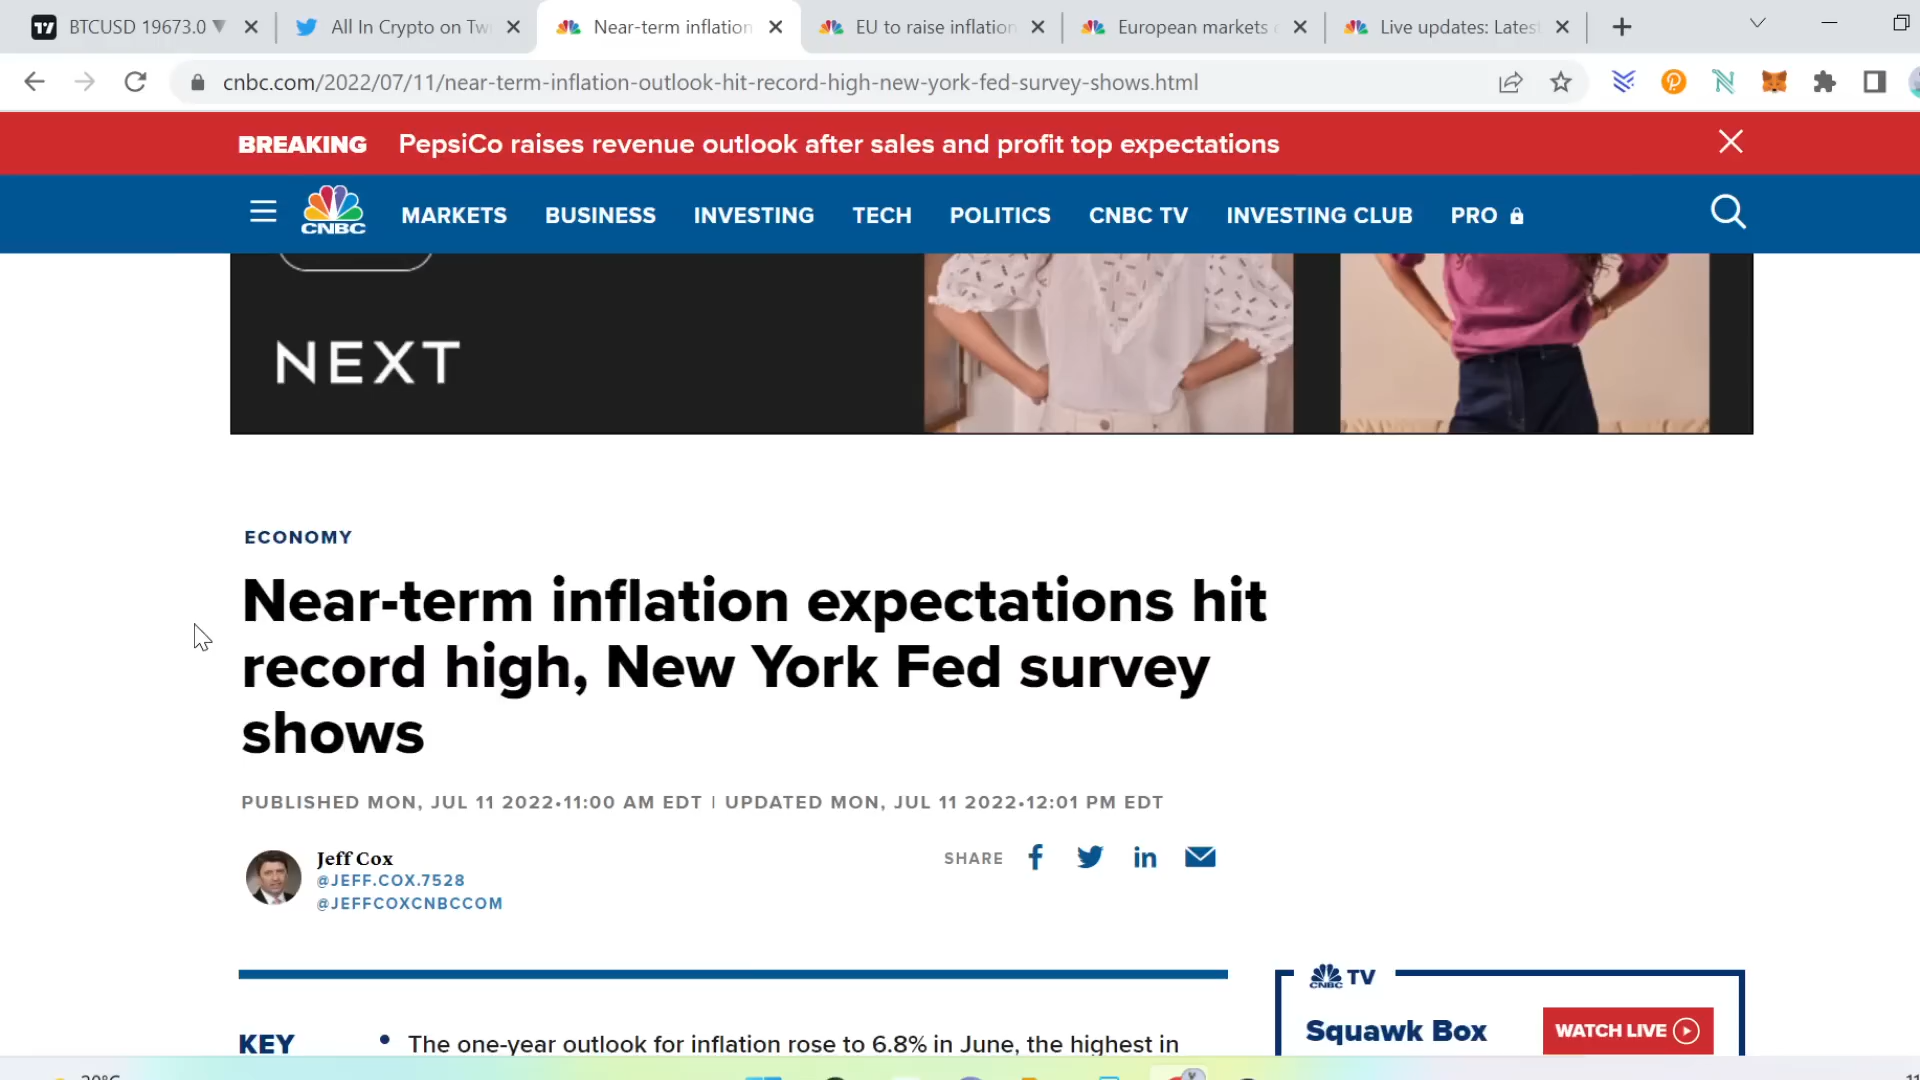 BTCUSD 19673.0
All In Crypto on Tw
Near-term inflation
EU to raise inflation
European markets
Live updates: Latest
cnbc.com/2022/07/11/near-term-inflation-outlook-hit-record-high-new-york-fed-survey-shows.html
BREAKING PepsiCo raises revenue outlook after sales and profit top expectations
CNBC
MARKETS BUSINESS INVESTING TECH POLITICS CNBC TV INVESTING CLUB PRO
NEXT
ECONOMY
Near-term inflation expectations hit
record high, New York Fed survey
shows
PUBLISHED MON, JUL 11 2022•11:00 AM EDT | UPDATED MON, JUL 11 2022•12:01 PM EDT
Jeff Cox
@JEFF.COX.7528
@JEFFCOXCNBCCOM
SHARE
CNBC TV
Squawk Box
WATCH LIVE
KEY
• The one-year outlook for inflation rose to 6.8% in June, the highest in